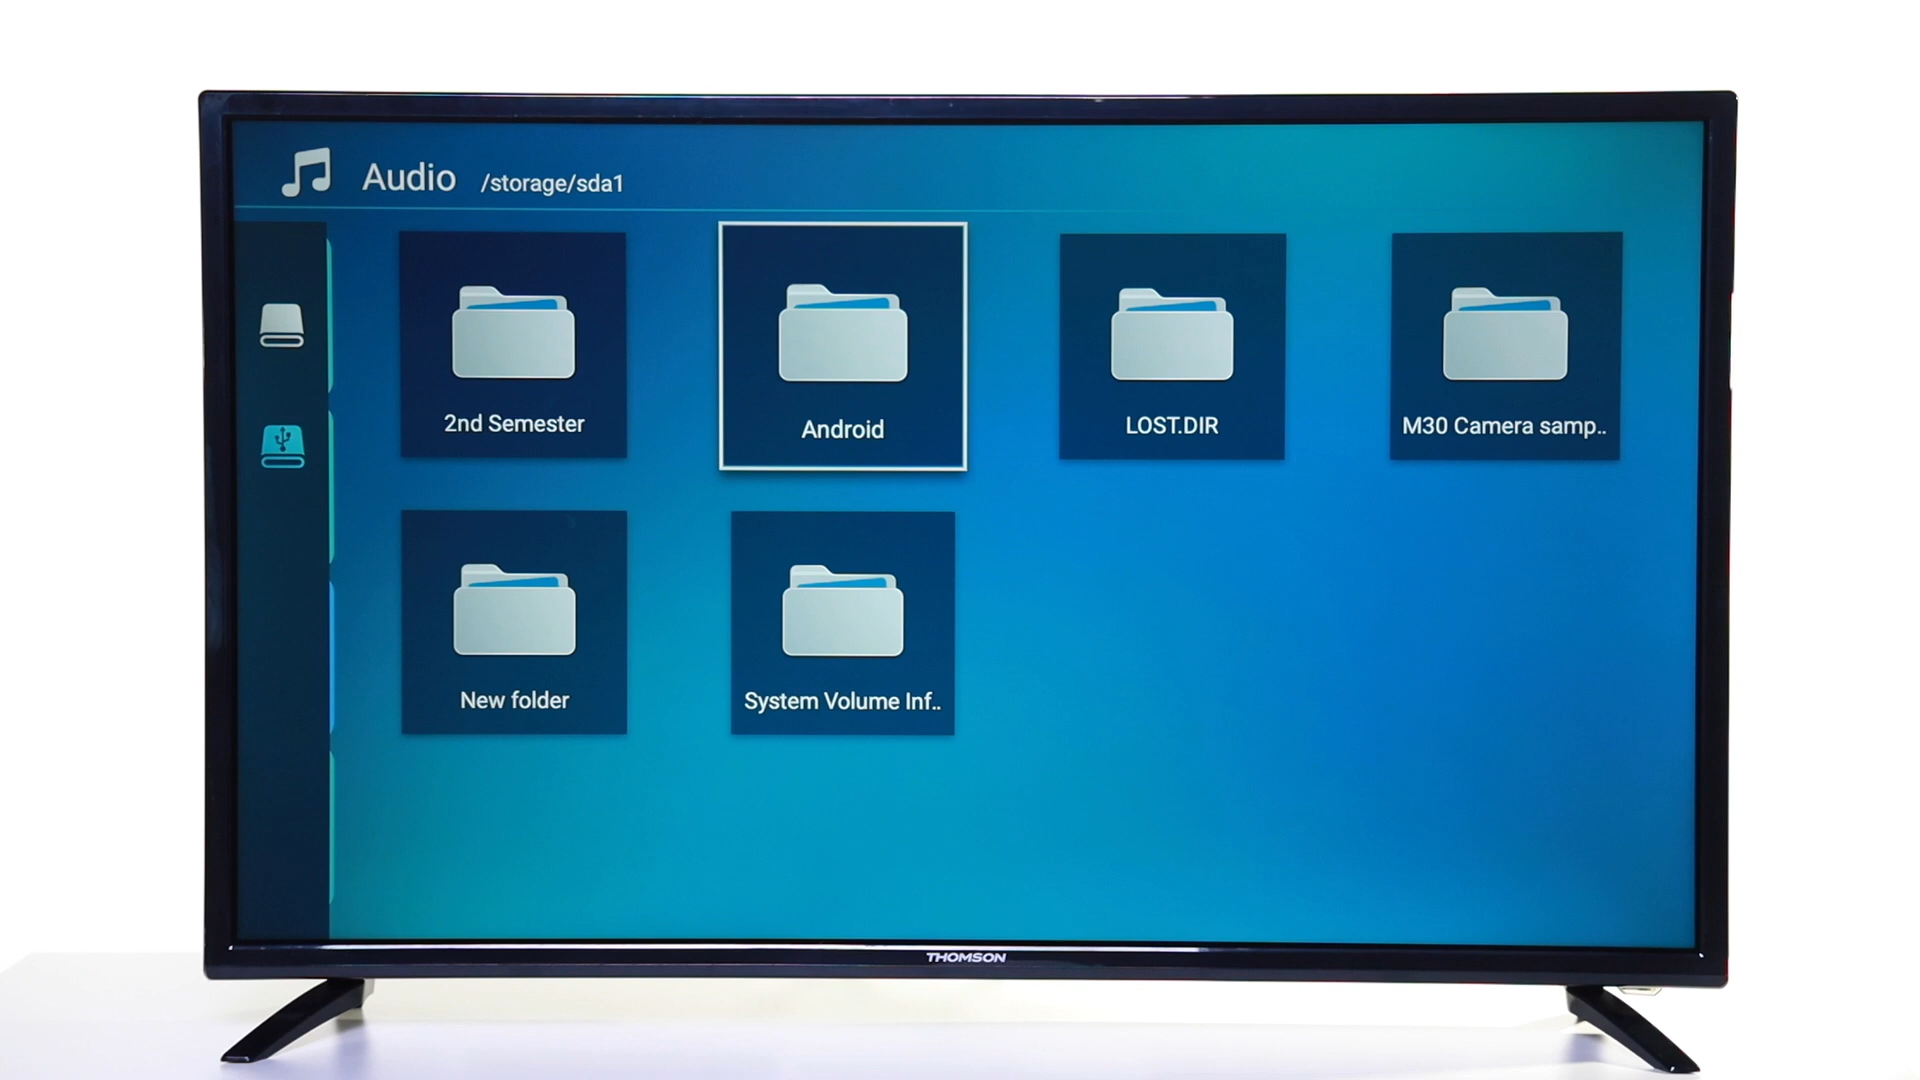 Audio /storage/sda1
2nd Semester
Android
LOST.DIR
M30 Camera samp..
New folder
System Volume Inf..
THOMSON